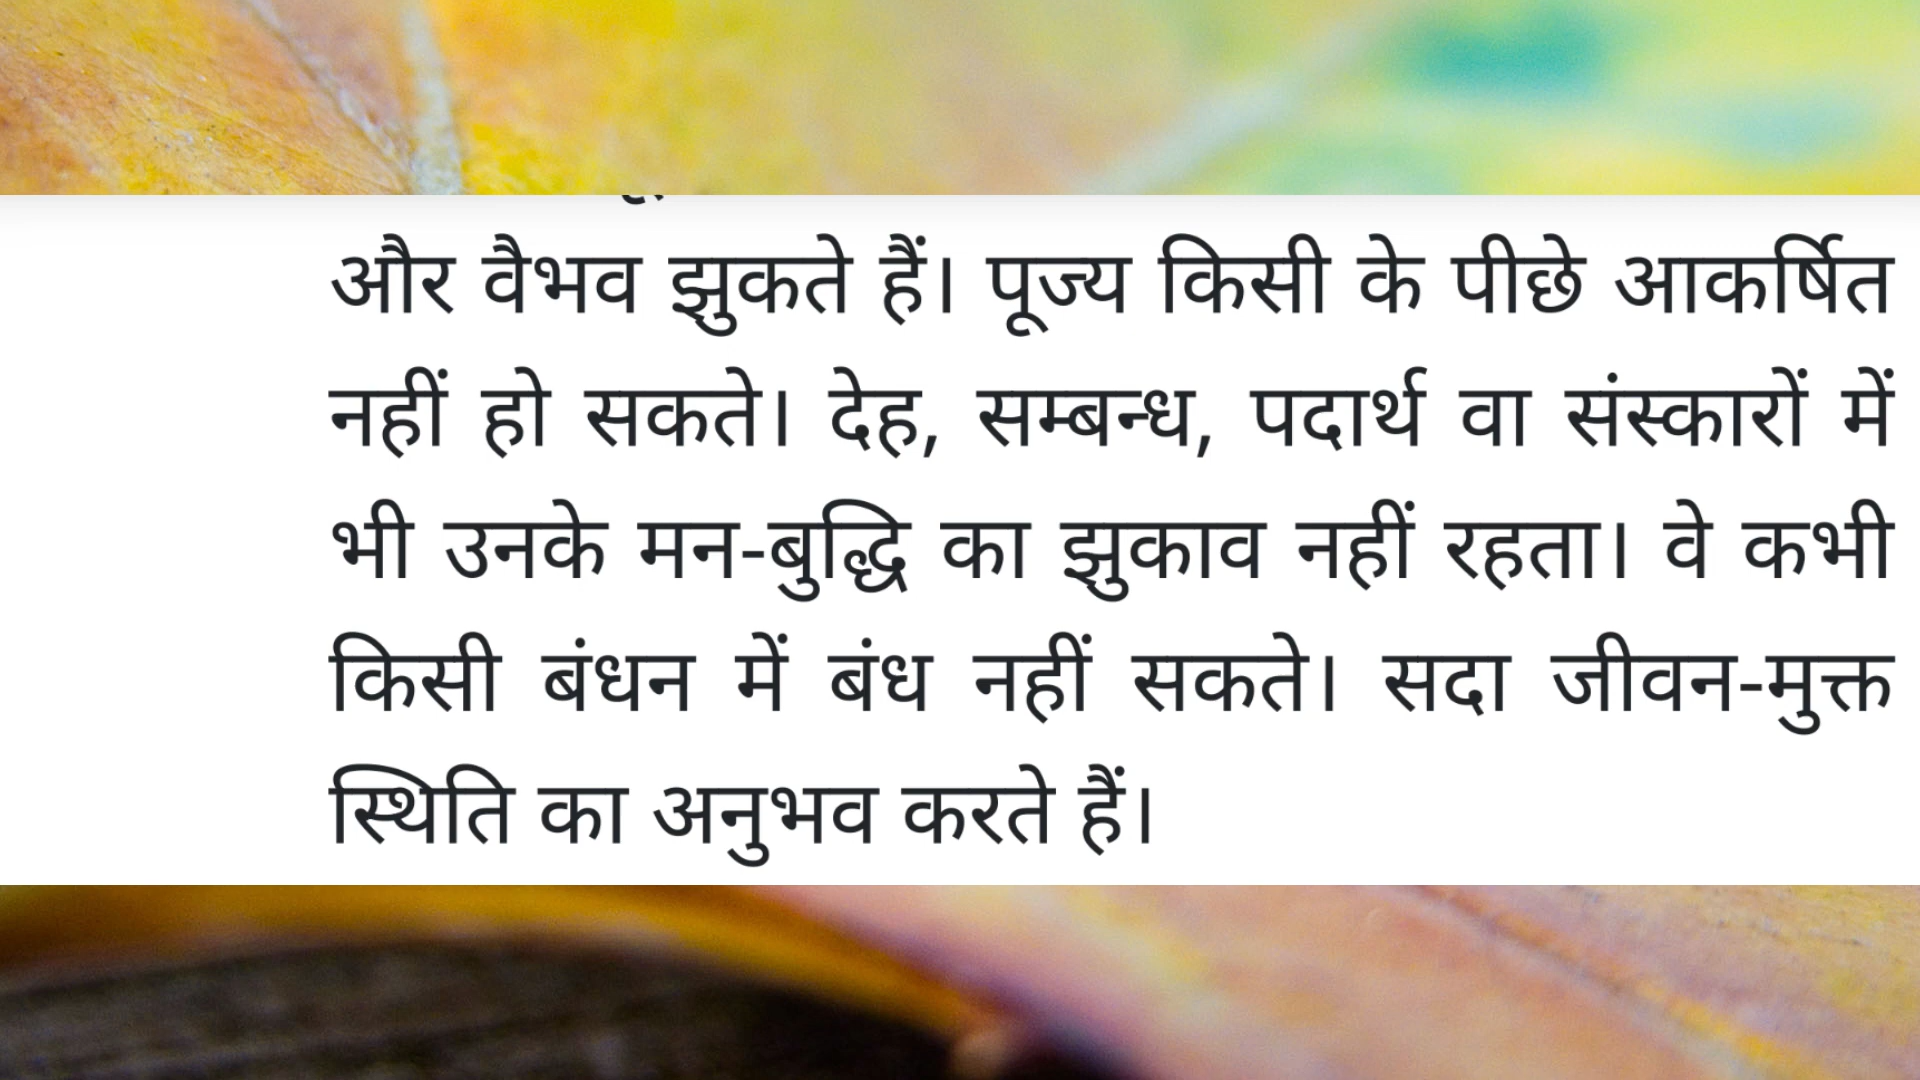 और वैभव झुकते हैं। पूज्य किसी के पीछे आकर्षित
नहीं हो सकते। देह, सम्बन्ध, पदार्थ वा संस्कारों में
भी उनके मन-बुद्धि का झुकाव नहीं रहता। वे कभी
किसी बंधन में बंध नहीं सकते। सदा जीवन-मुक्त
स्थिति का अनुभव करते हैं।